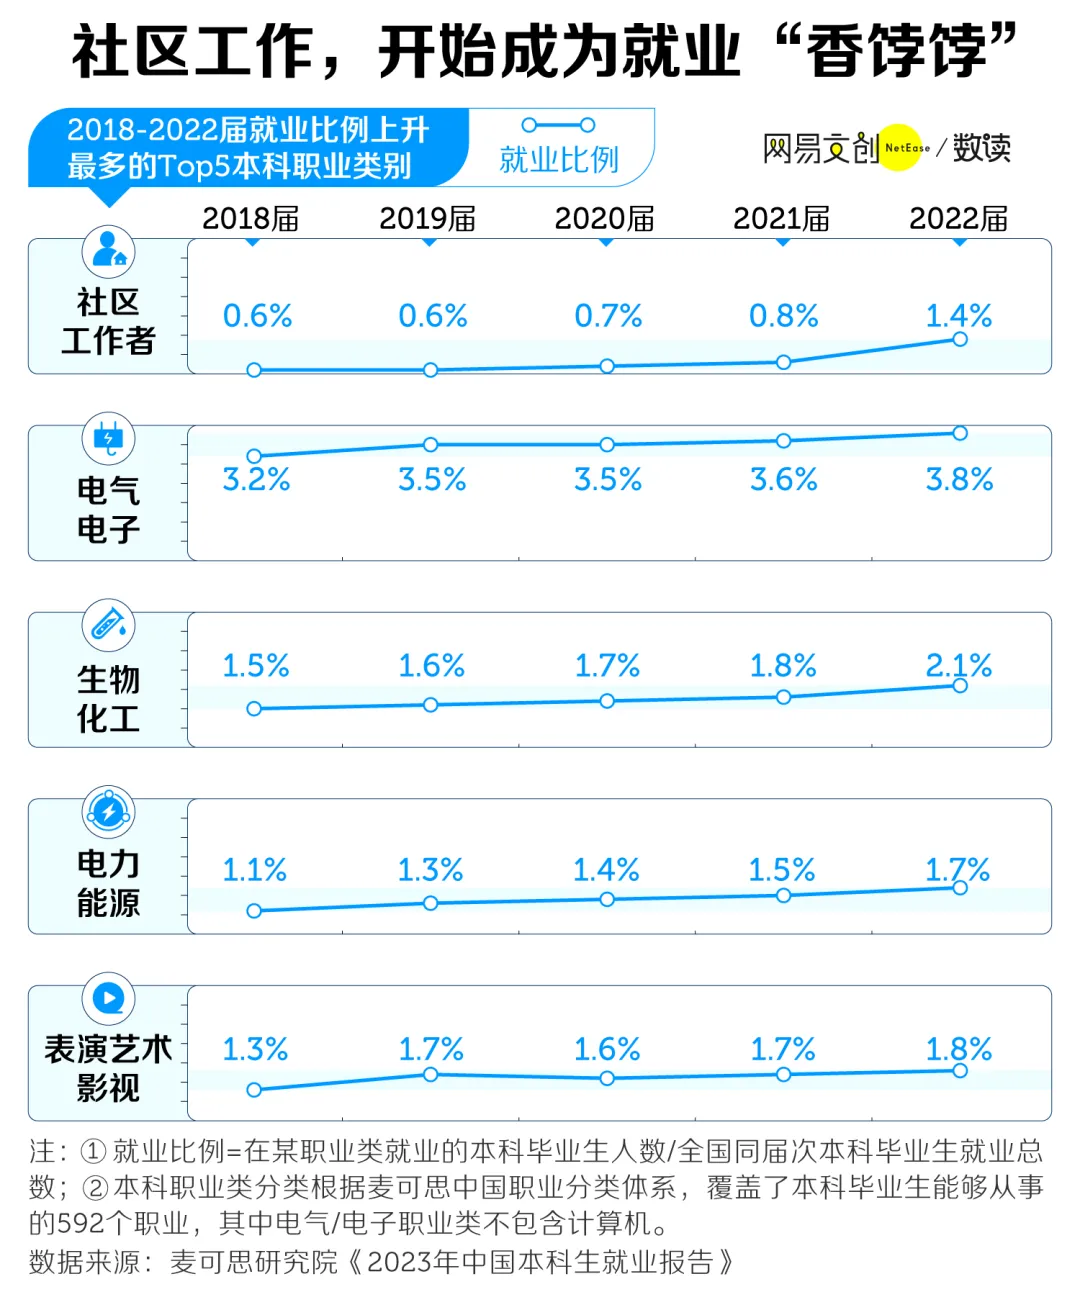 社区工作，开始成为就业“香饽饽”
2018-2022届就业比例上升
最多的Top5本科职业类别
就业比例
网易文创 NetEase / 数读
2018届 2019届 2020届 2021届 2022届
社区
工作者
0.6% 0.6% 0.7% 0.8% 1.4%
电气
电子
3.2% 3.5% 3.5% 3.6% 3.8%
生物
化工
1.5% 1.6% 1.7% 1.8% 2.1%
电力
能源
1.1% 1.3% 1.4% 1.5% 1.7%
表演艺术
影视
1.3% 1.7% 1.6% 1.7% 1.8%
注：①就业比例=在某职业类就业的本科毕业生人数/全国同届次本科毕业生就业总
数；②本科职业类分类根据麦可思中国职业分类体系，覆盖了本科毕业生能够从事
的592个职业，其中电气/电子职业类不包含计算机。
数据来源：麦可思研究院《2023年中国本科生就业报告》